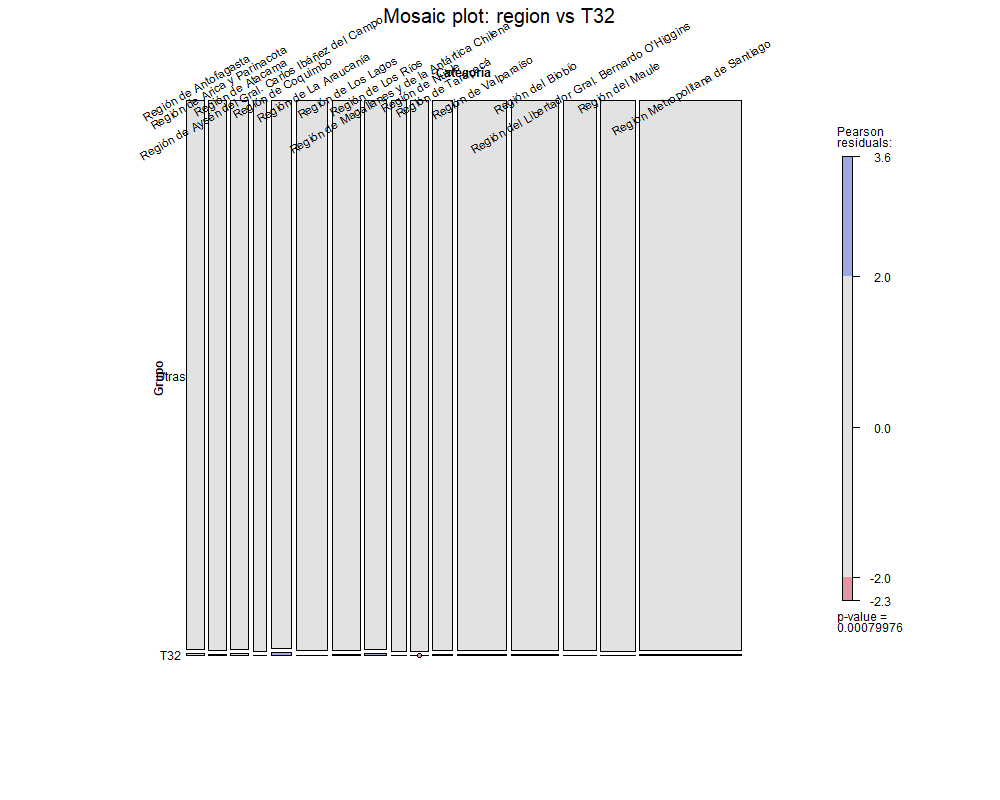 Mosaic plot: region vs T32
Categoria
Región de Antofagasta
Región de Arica y Parinacota
Región de Atacama
Región de Aysén del Gral. Carlos Ibáñez del Campo
Región de Coquimbo
Región de La Araucanía
Región de Los Lagos
Región de Los Ríos
Región de Magallanes y de la Antártica Chilena
Región de Ñuble
Región de Tarapacá
Región de Valparaíso
Región del Biobío
Región del Libertador Gral. Bernardo O'Higgins
Región del Maule
Región Metropolitana de Santiago
Grupo
Otras
T32
Pearson
residuals:
3.6
2.0
0.0
-2.0
-2.3
p-value =
0.00079976